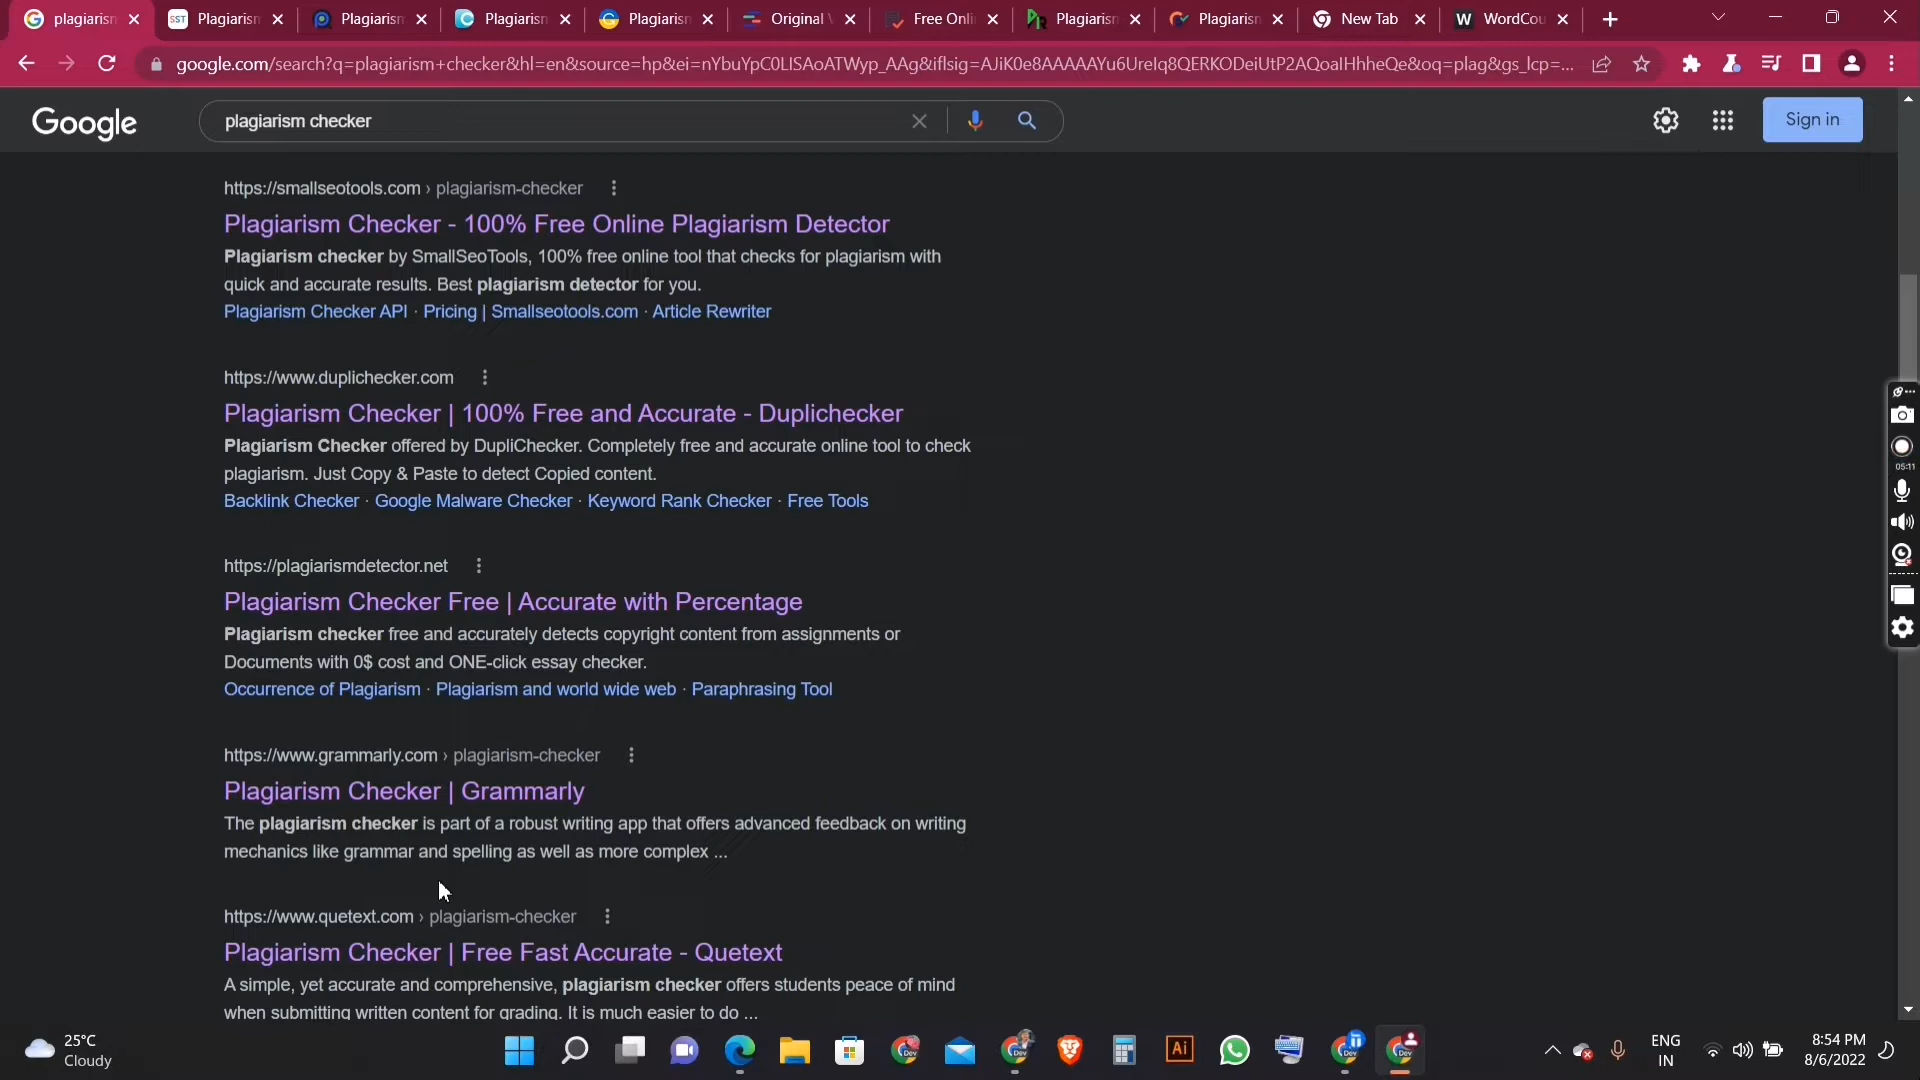 plagiarism
Plagiarism
Plagiarism
Plagiarism
Plagiarism
Original
Free Onli
Plagiarism
Plagiarism
New Tab
WordCou
google.com/search?q=plagiarism+checker&hl=en&source=hp&ei=nYbuYpC0LISAoATWyp_AAg&iflsig=AJiK0e8AAAAAYu6Urelq8QERKODeiUtP2AQoaIHhheQe&oq=plag&gs_lcp=...
Google
plagiarism checker
Sign in
https://smallseotools.com › plagiarism-checker
Plagiarism Checker - 100% Free Online Plagiarism Detector
Plagiarism checker by SmallSeoTools, 100% free online tool that checks for plagiarism with
quick and accurate results. Best plagiarism detector for you.
Plagiarism Checker API · Pricing | Smallseotools.com · Article Rewriter
https://www.duplichecker.com
Plagiarism Checker | 100% Free and Accurate - Duplichecker
Plagiarism Checker offered by DupliChecker. Completely free and accurate online tool to check
plagiarism. Just Copy & Paste to detect Copied content.
Backlink Checker · Google Malware Checker · Keyword Rank Checker · Free Tools
https://plagiarismdetector.net
Plagiarism Checker Free | Accurate with Percentage
Plagiarism checker free and accurately detects copyright content from assignments or
Documents with 0$ cost and ONE-click essay checker.
Occurrence of Plagiarism · Plagiarism and world wide web · Paraphrasing Tool
https://www.grammarly.com › plagiarism-checker
Plagiarism Checker | Grammarly
The plagiarism checker is part of a robust writing app that offers advanced feedback on writing
mechanics like grammar and spelling as well as more complex ...
https://www.quetext.com › plagiarism-checker
Plagiarism Checker | Free Fast Accurate - Quetext
A simple, yet accurate and comprehensive, plagiarism checker offers students peace of mind
when submitting written content for grading. It is much easier to do ...
05:11
25°C
Cloudy
ENG
IN
8:54 PM
8/6/2022